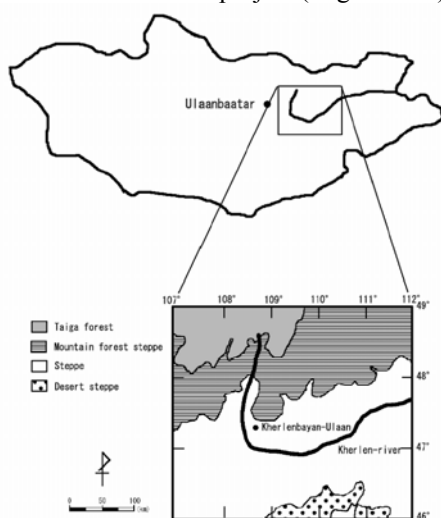 Ulaanbaatar
107° 108° 109° 110° 111° 112°
49°
Taiga forest
Mountain forest steppe
Steppe
Desert steppe
48°
Kherlenbayan-Ulaan
47°
Kherlen-river
0 50 100
(km)
46°